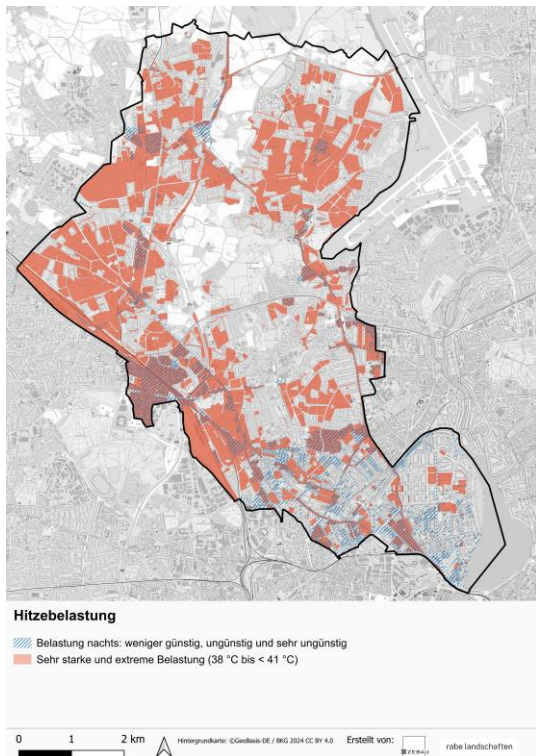 Hitzebelastung
Belastung nachts: weniger günstig, ungünstig und sehr ungünstig
Sehr starke und extreme Belastung (38 °C bis < 41 °C)
0 1 2 km
Hintergrundkarte: ©GeoBasis-DE / BKG 2024 CC BY 4.0
Erstellt von:
ZEBAU
rabe landschaften